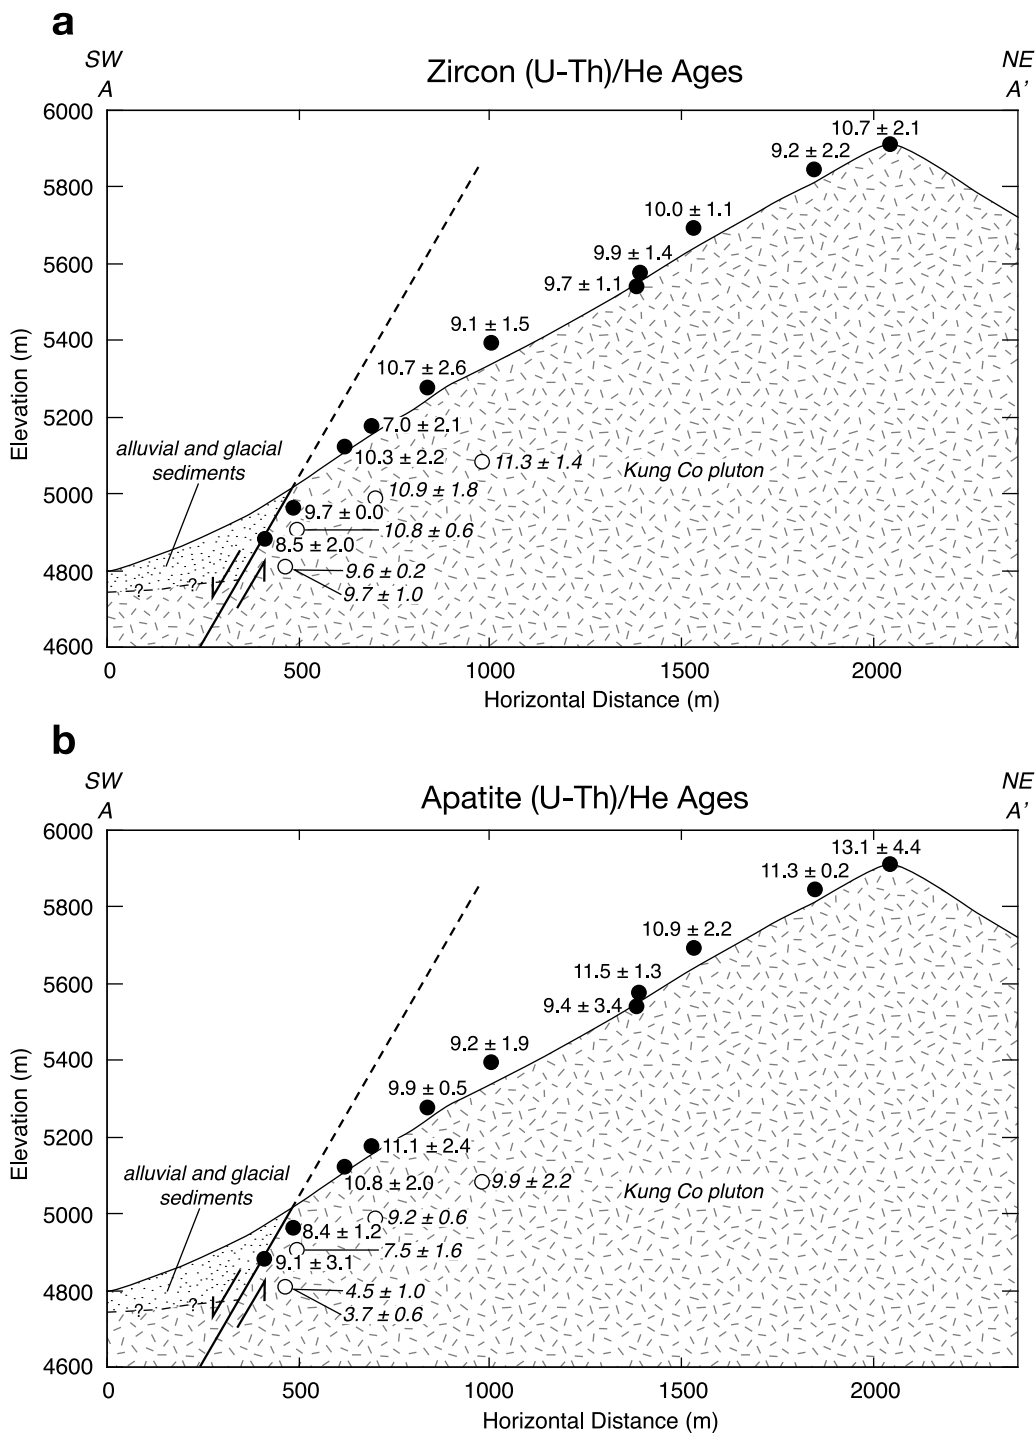 a
SW
NE
Zircon (U-Th)/He Ages
A
A'
6000
10.7 ± 2.1
9.2 ± 2.2
5800
10.0 ± 1.1
5600
9.9 ± 1.4
9.7 ± 1.1
Elevation (m)
5400
9.1 ± 1.5
10.7 ± 2.6
5200
7.0 ± 2.1
alluvial and glacial
sediments
10.3 ± 2.2
11.3 ± 1.4
Kung Co pluton
5000
10.9 ± 1.8
9.7 ± 0.0
10.8 ± 0.6
8.5 ± 2.0
4800
9.6 ± 0.2
? ?
9.7 ± 1.0
4600
0 500 1000 1500 2000
Horizontal Distance (m)
b
SW
NE
Apatite (U-Th)/He Ages
A
A'
6000
13.1 ± 4.4
11.3 ± 0.2
5800
10.9 ± 2.2
5600
11.5 ± 1.3
9.4 ± 3.4
Elevation (m)
5400
9.2 ± 1.9
9.9 ± 0.5
5200
11.1 ± 2.4
alluvial and glacial
sediments
10.8 ± 2.0
9.9 ± 2.2
Kung Co pluton
5000
9.2 ± 0.6
8.4 ± 1.2
7.5 ± 1.6
9.1 ± 3.1
4800
4.5 ± 1.0
? ?
3.7 ± 0.6
4600
0 500 1000 1500 2000
Horizontal Distance (m)